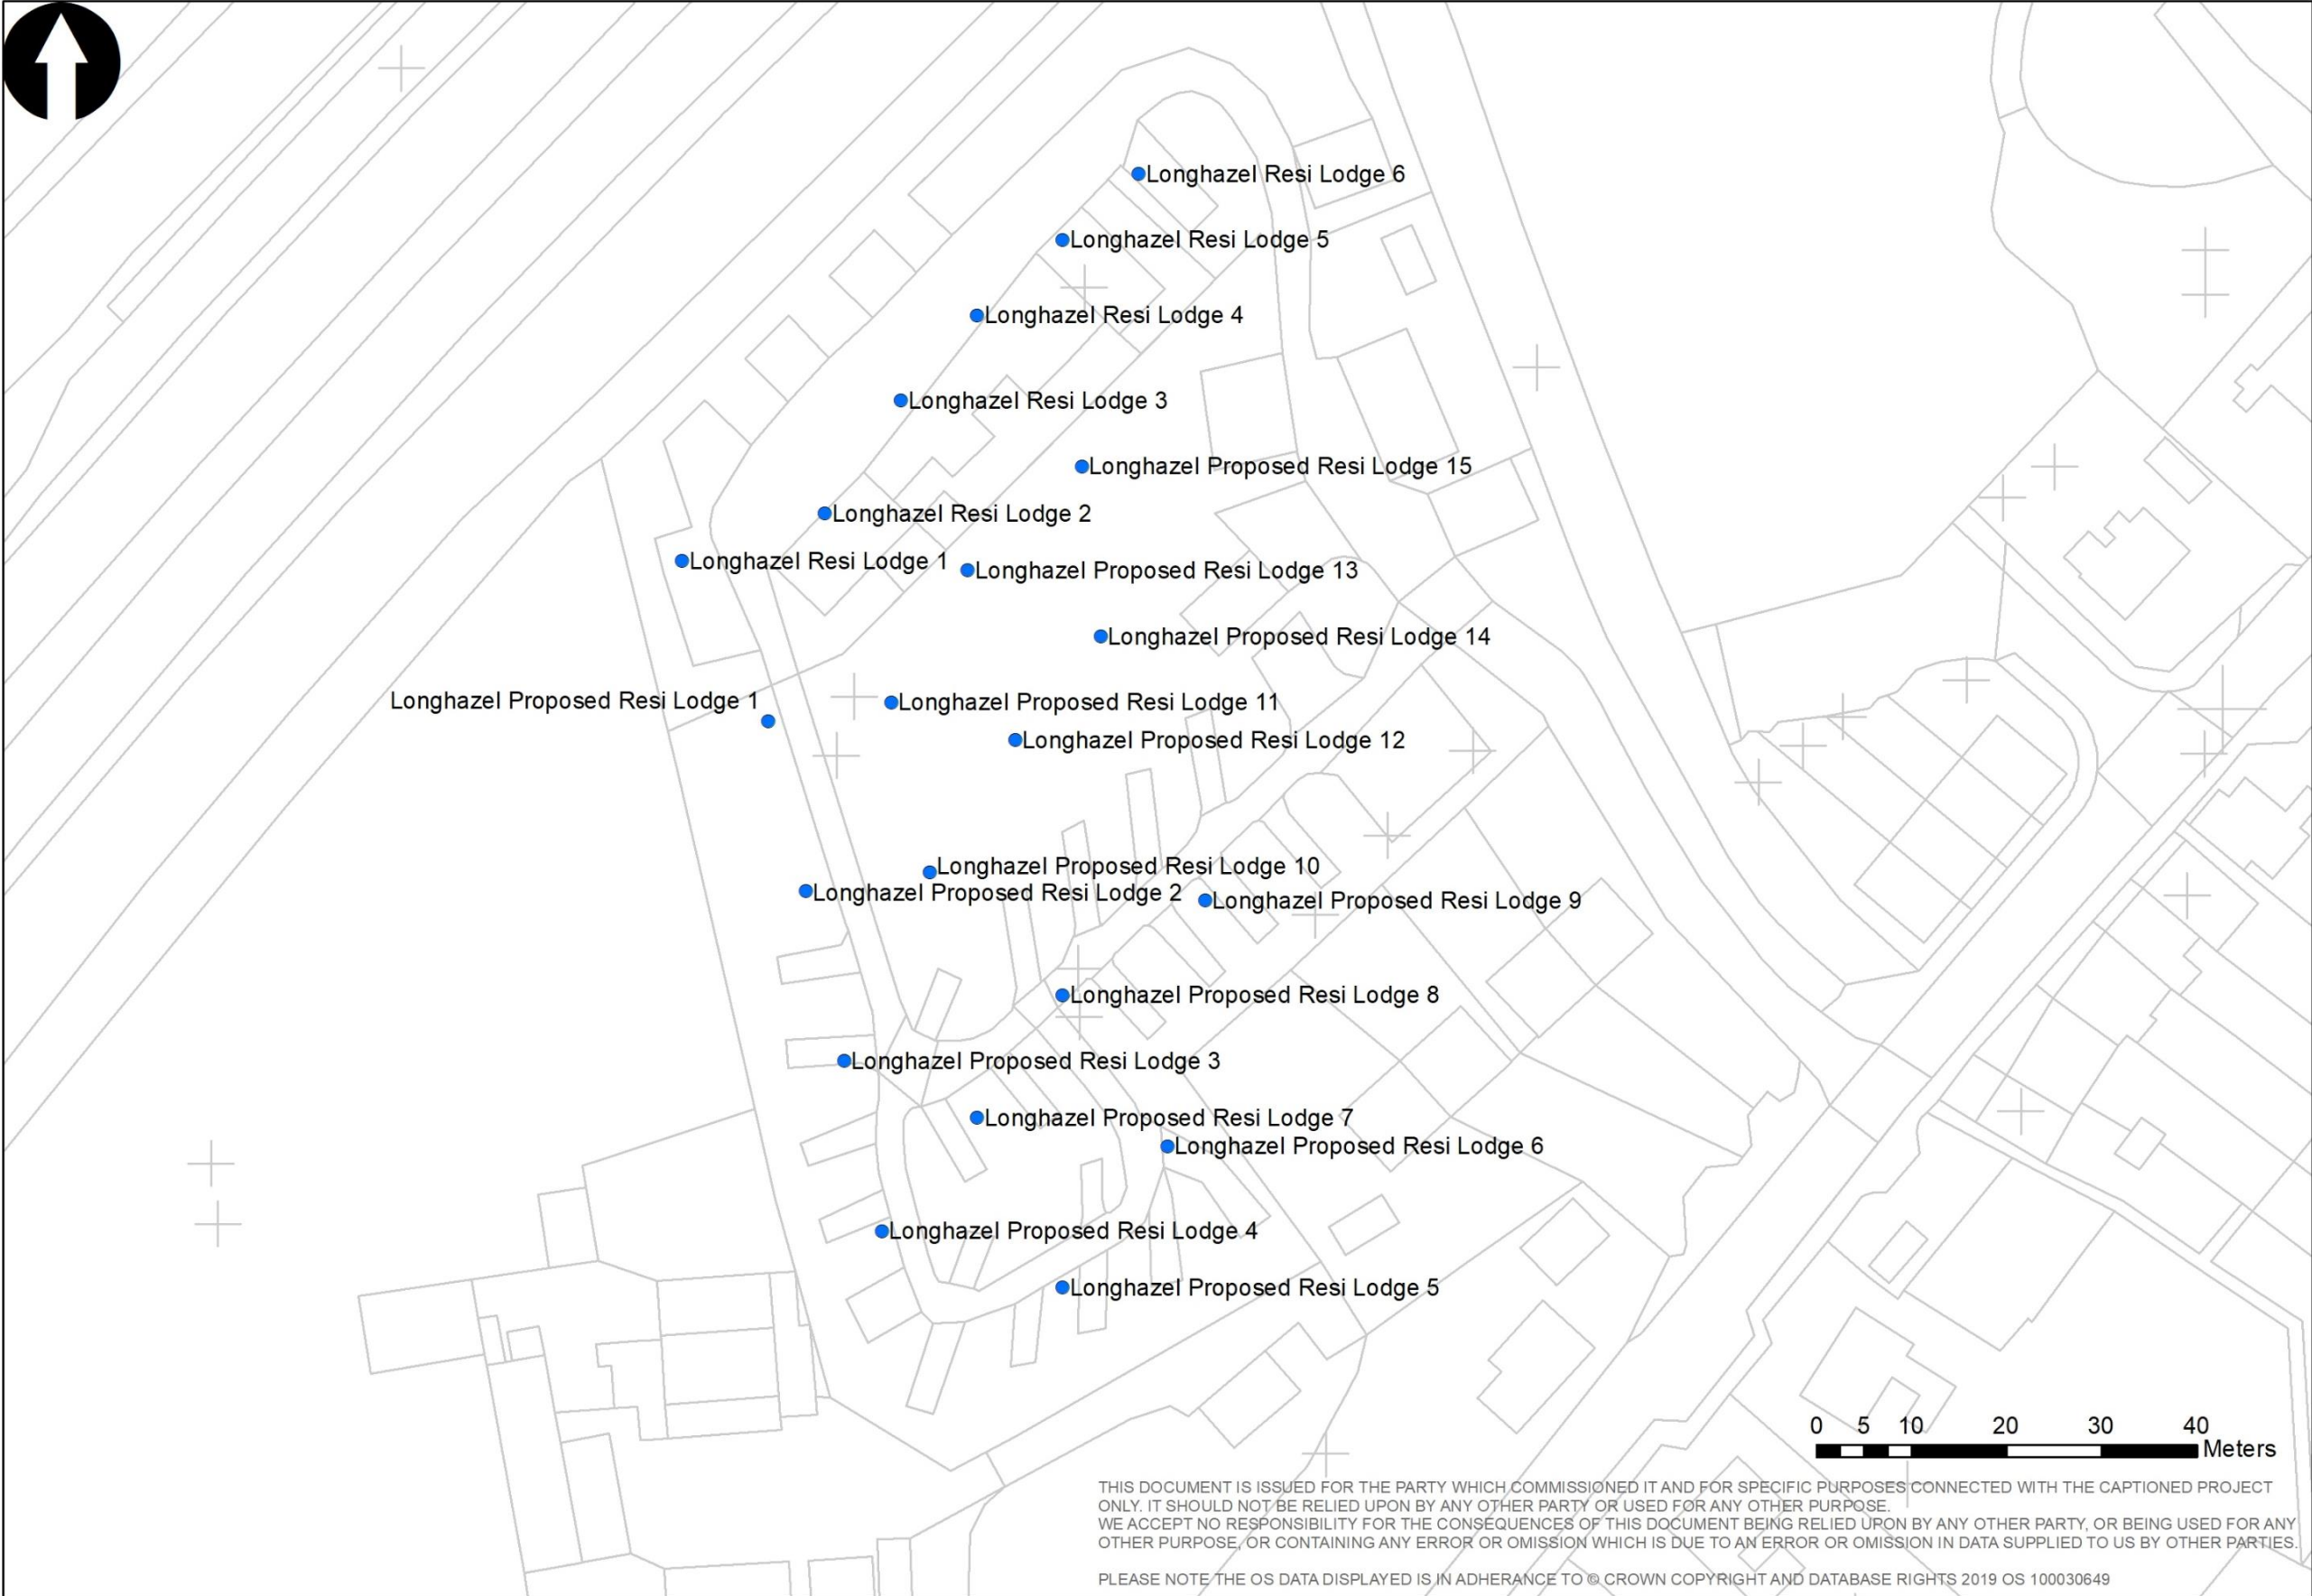 Longhazel Resi Lodge 6
Longhazel Resi Lodge 5
Longhazel Resi Lodge 4
Longhazel Resi Lodge 3
Longhazel Proposed Resi Lodge 15
Longhazel Resi Lodge 2
Longhazel Resi Lodge 1
Longhazel Proposed Resi Lodge 13
Longhazel Proposed Resi Lodge 14
Longhazel Proposed Resi Lodge 1
Longhazel Proposed Resi Lodge 11
Longhazel Proposed Resi Lodge 12
Longhazel Proposed Resi Lodge 10
Longhazel Proposed Resi Lodge 2
Longhazel Proposed Resi Lodge 9
Longhazel Proposed Resi Lodge 8
Longhazel Proposed Resi Lodge 3
Longhazel Proposed Resi Lodge 7
Longhazel Proposed Resi Lodge 6
Longhazel Proposed Resi Lodge 4
Longhazel Proposed Resi Lodge 5
0 5 10 20 30 40
Meters
THIS DOCUMENT IS ISSUED FOR THE PARTY WHICH COMMISSIONED IT AND FOR SPECIFIC PURPOSES CONNECTED WITH THE CAPTIONED PROJECT
ONLY. IT SHOULD NOT BE RELIED UPON BY ANY OTHER PARTY OR USED FOR ANY OTHER PURPOSE.
WE ACCEPT NO RESPONSIBILITY FOR THE CONSEQUENCES OF THIS DOCUMENT BEING RELIED UPON BY ANY OTHER PARTY, OR BEING USED FOR ANY
OTHER PURPOSE, OR CONTAINING ANY ERROR OR OMISSION WHICH IS DUE TO AN ERROR OR OMISSION IN DATA SUPPLIED TO US BY OTHER PARTIES.
PLEASE NOTE THE OS DATA DISPLAYED IS IN ADHERANCE TO © CROWN COPYRIGHT AND DATABASE RIGHTS 2019 OS 100030649